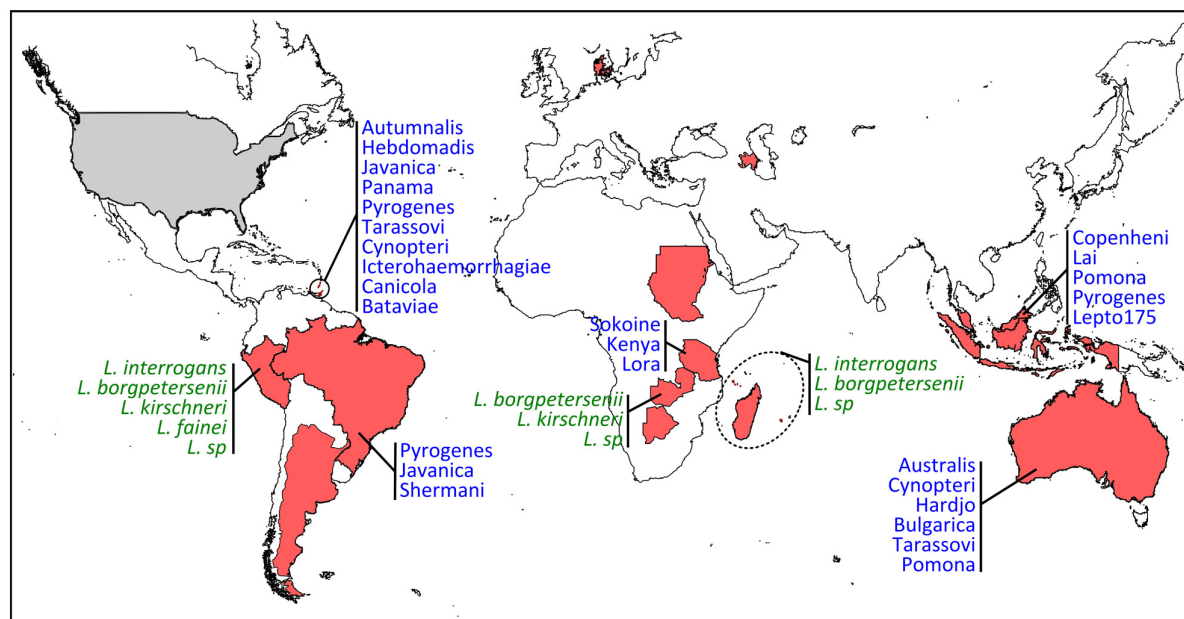 Autumnalis
Hebdomadis
Javanica
Panama
Pyrogenes
Tarassovi
Cynopteri
Icterohaemorrhagiae
Canicola
Bataviae
Copenheni
Lai
Pomona
Pyrogenes
Lepto175
Sokoine
Kenya
Lora
L. interrogans
L. borgpetersenii
L. kirschneri
L. fainei
L. sp
L. borgpetersenii
L. kirschneri
L. sp
L. interrogans
L. borgpetersenii
L. sp
Pyrogenes
Javanica
Shermani
Australis
Cynopteri
Hardjo
Bulgarica
Tarassovi
Pomona